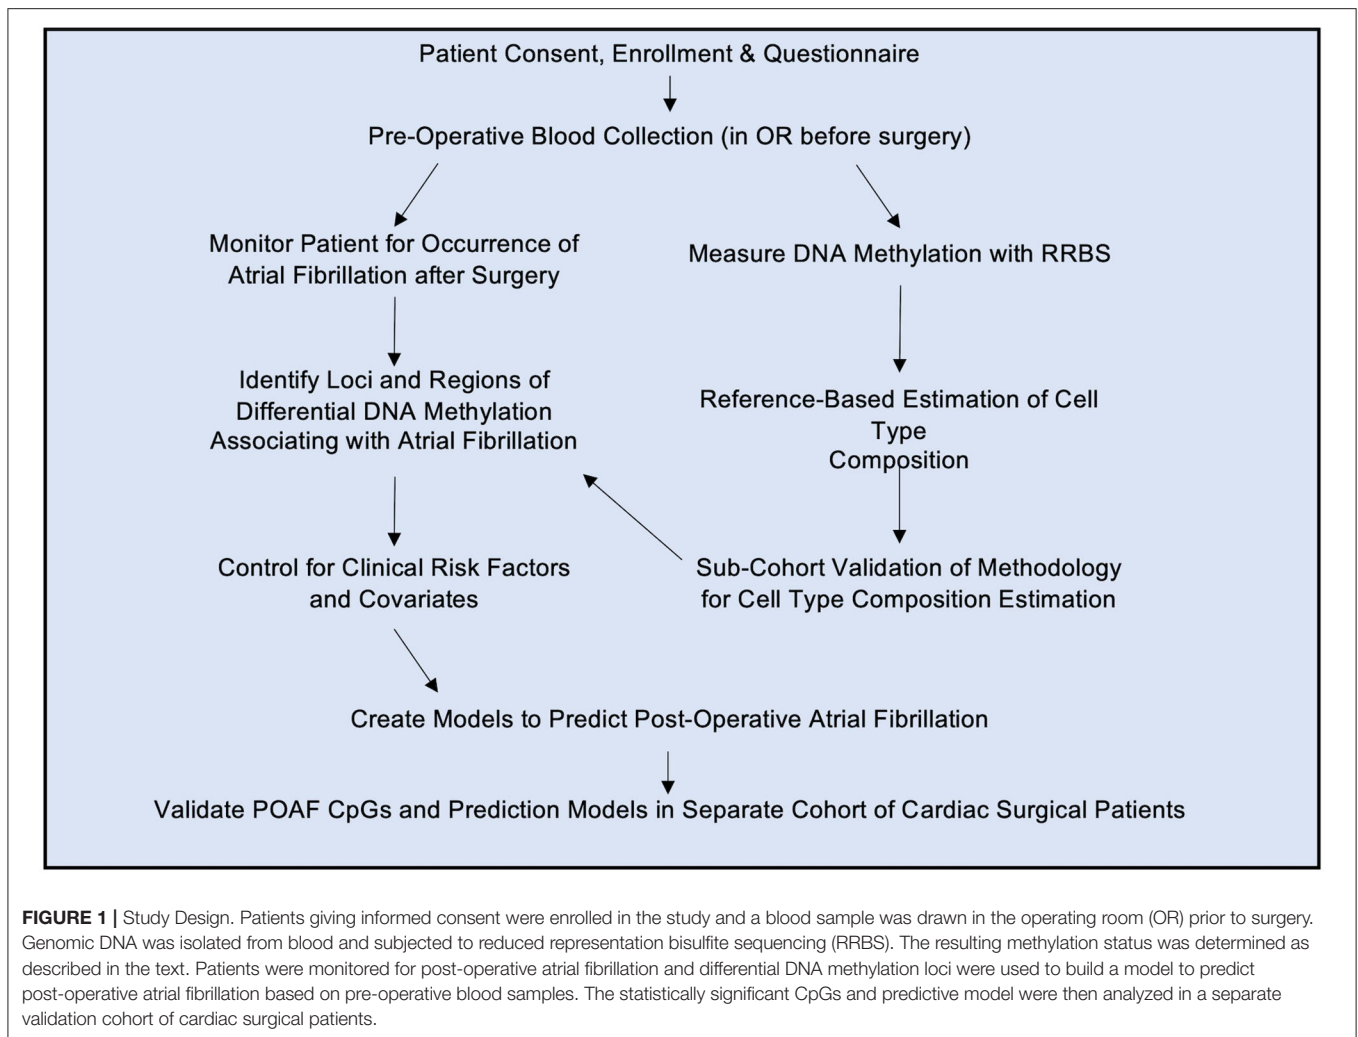 Patient Consent, Enrollment & Questionnaire
Pre-Operative Blood Collection (in OR before surgery)
Monitor Patient for Occurrence of
Atrial Fibrillation after Surgery
Measure DNA Methylation with RRBS
Identify Loci and Regions of
Differential DNA Methylation
Associating with Atrial Fibrillation
Reference-Based Estimation of Cell
Type
Composition
Control for Clinical Risk Factors
and Covariates
Sub-Cohort Validation of Methodology
for Cell Type Composition Estimation
Create Models to Predict Post-Operative Atrial Fibrillation
Validate POAF CpGs and Prediction Models in Separate Cohort of Cardiac Surgical Patients
FIGURE 1 | Study Design. Patients giving informed consent were enrolled in the study and a blood sample was drawn in the operating room (OR) prior to surgery.
Genomic DNA was isolated from blood and subjected to reduced representation bisulfite sequencing (RRBS). The resulting methylation status was determined as
described in the text. Patients were monitored for post-operative atrial fibrillation and differential DNA methylation loci were used to build a model to predict
post-operative atrial fibrillation based on pre-operative blood samples. The statistically significant CpGs and predictive model were then analyzed in a separate
validation cohort of cardiac surgical patients.